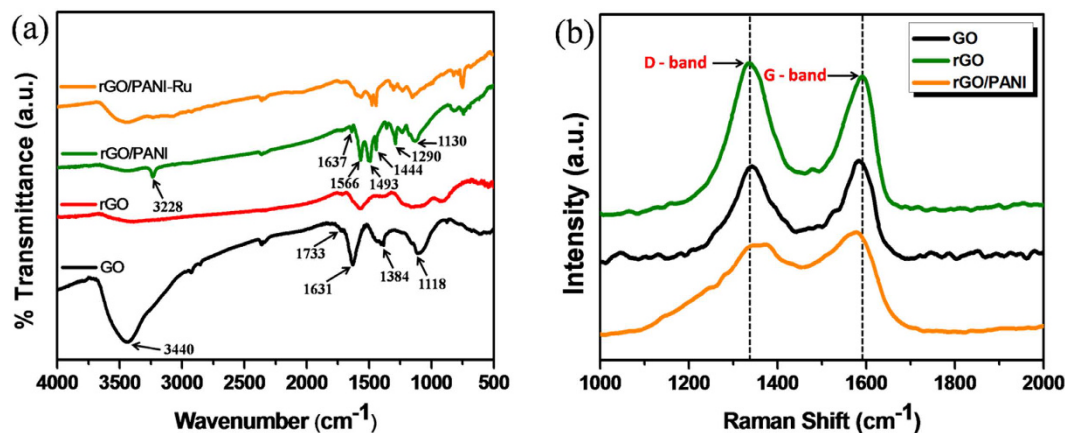 (a)
% Transmittance (a.u.)
rGO/PANI-Ru
rGO/PANI
rGO
GO
1637
1130
1290
1444
1566
1493
3228
1733
1384
1118
1631
3440
4000 3500 3000 2500 2000 1500 1000 500
Wavenumber (cm-1)
(b)
Intensity (a.u.)
D - band
G - band
GO
rGO
rGO/PANI
1000 1200 1400 1600 1800 2000
Raman Shift (cm-1)